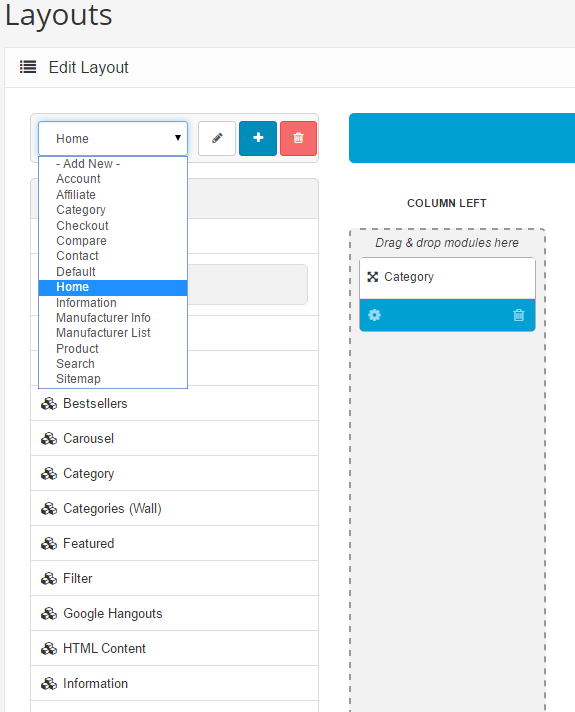 Layouts
Edit Layout
Home
- Add New -
Account
Affiliate
Category
Checkout
Compare
Contact
Default
Home
Information
Manufacturer Info
Manufacturer List
Product
Search
Sitemap
Bestsellers
Carousel
Category
Categories (Wall)
Featured
Filter
Google Hangouts
HTML Content
Information
COLUMN LEFT
Drag & drop modules here
Category